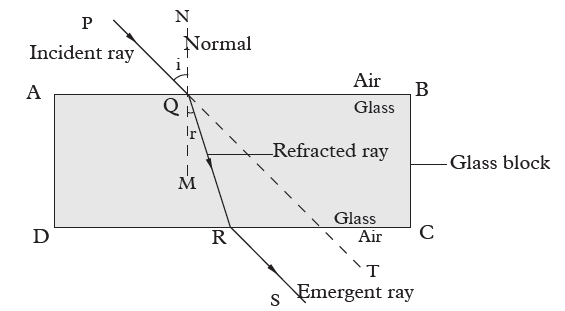 P
N
Normal
Incident ray
i
Air
A
B
Q
Glass
r
Refracted ray
Glass block
M
Glass
D
R
Air
C
T
S
Emergent ray